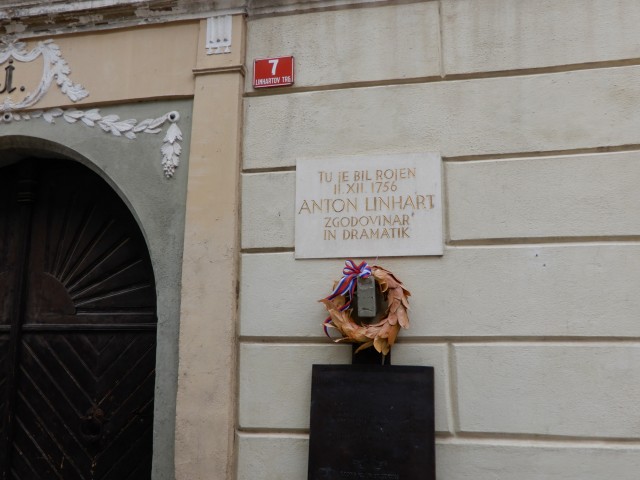 7
LINHARTOV TRG
TU JE BIL ROJEN
11. XII. 1756
ANTON LINHART
ZGODOVINAR
IN DRAMATIK